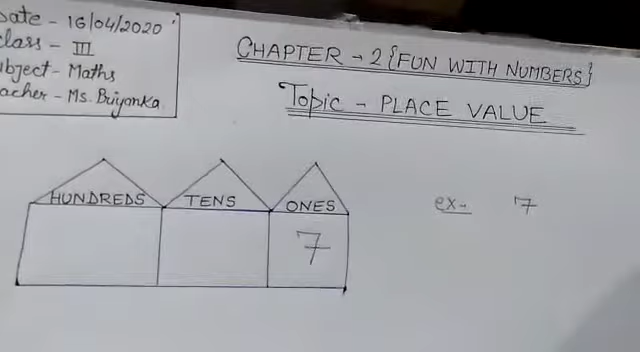 Date - 16/04/2020
Class - III
Subject - Maths
Teacher - Ms. Priyanka
CHAPTER → 2 {FUN WITH NUMBERS}
Topic - PLACE VALUE
HUNDREDS TENS ONES
ex- 7
7